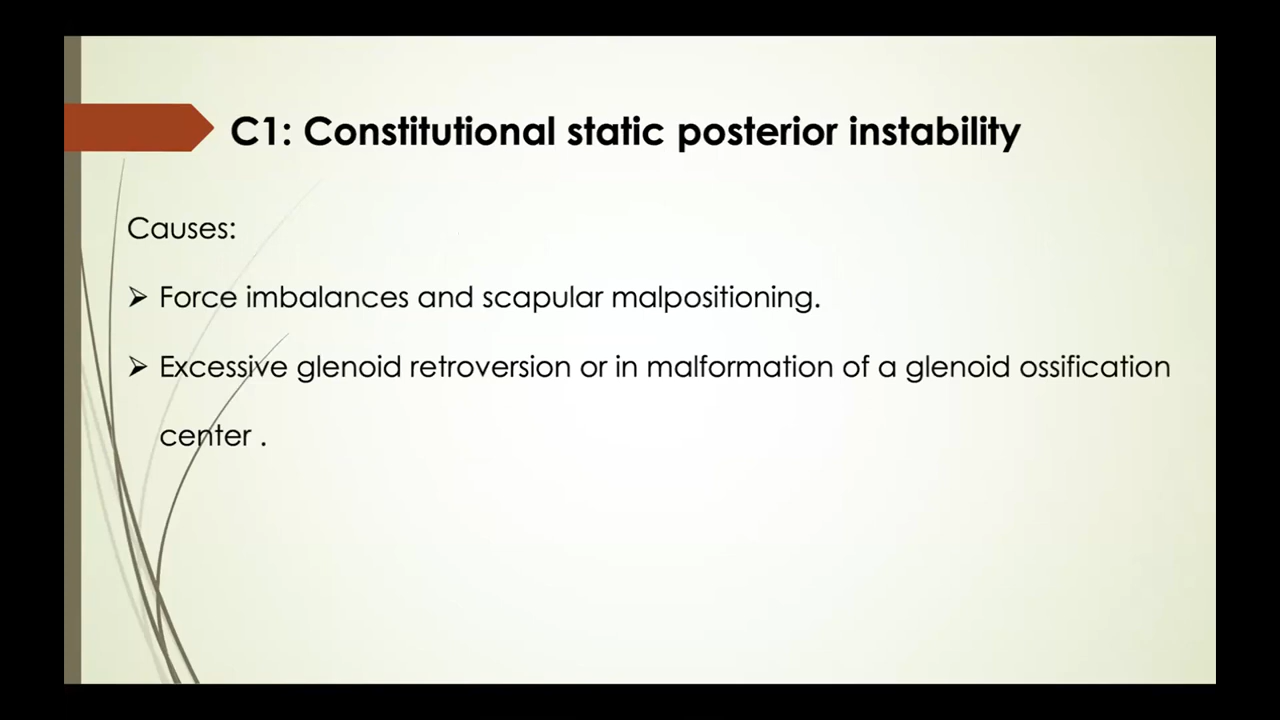 C1: Constitutional static posterior instability
Causes:
➢ Force imbalances and scapular malpositioning.
➢ Excessive glenoid retroversion or in malformation of a glenoid ossification
center .